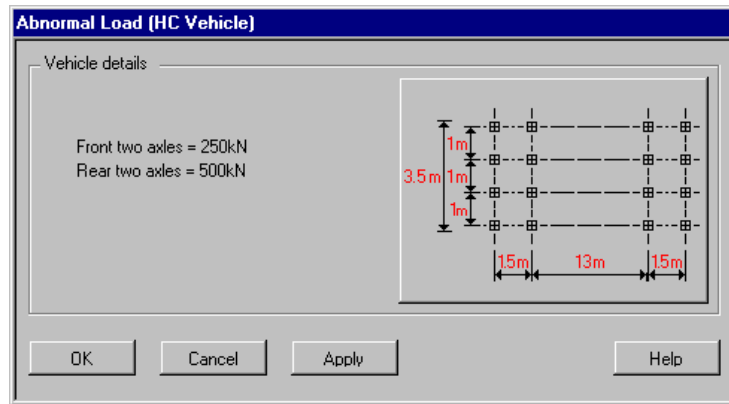 Abnormal Load (HC Vehicle)
Vehicle details
Front two axles = 250kN
Rear two axles = 500kN
1m
3.5m 1m
1m
1.5m 13m 1.5m
OK Cancel Apply Help